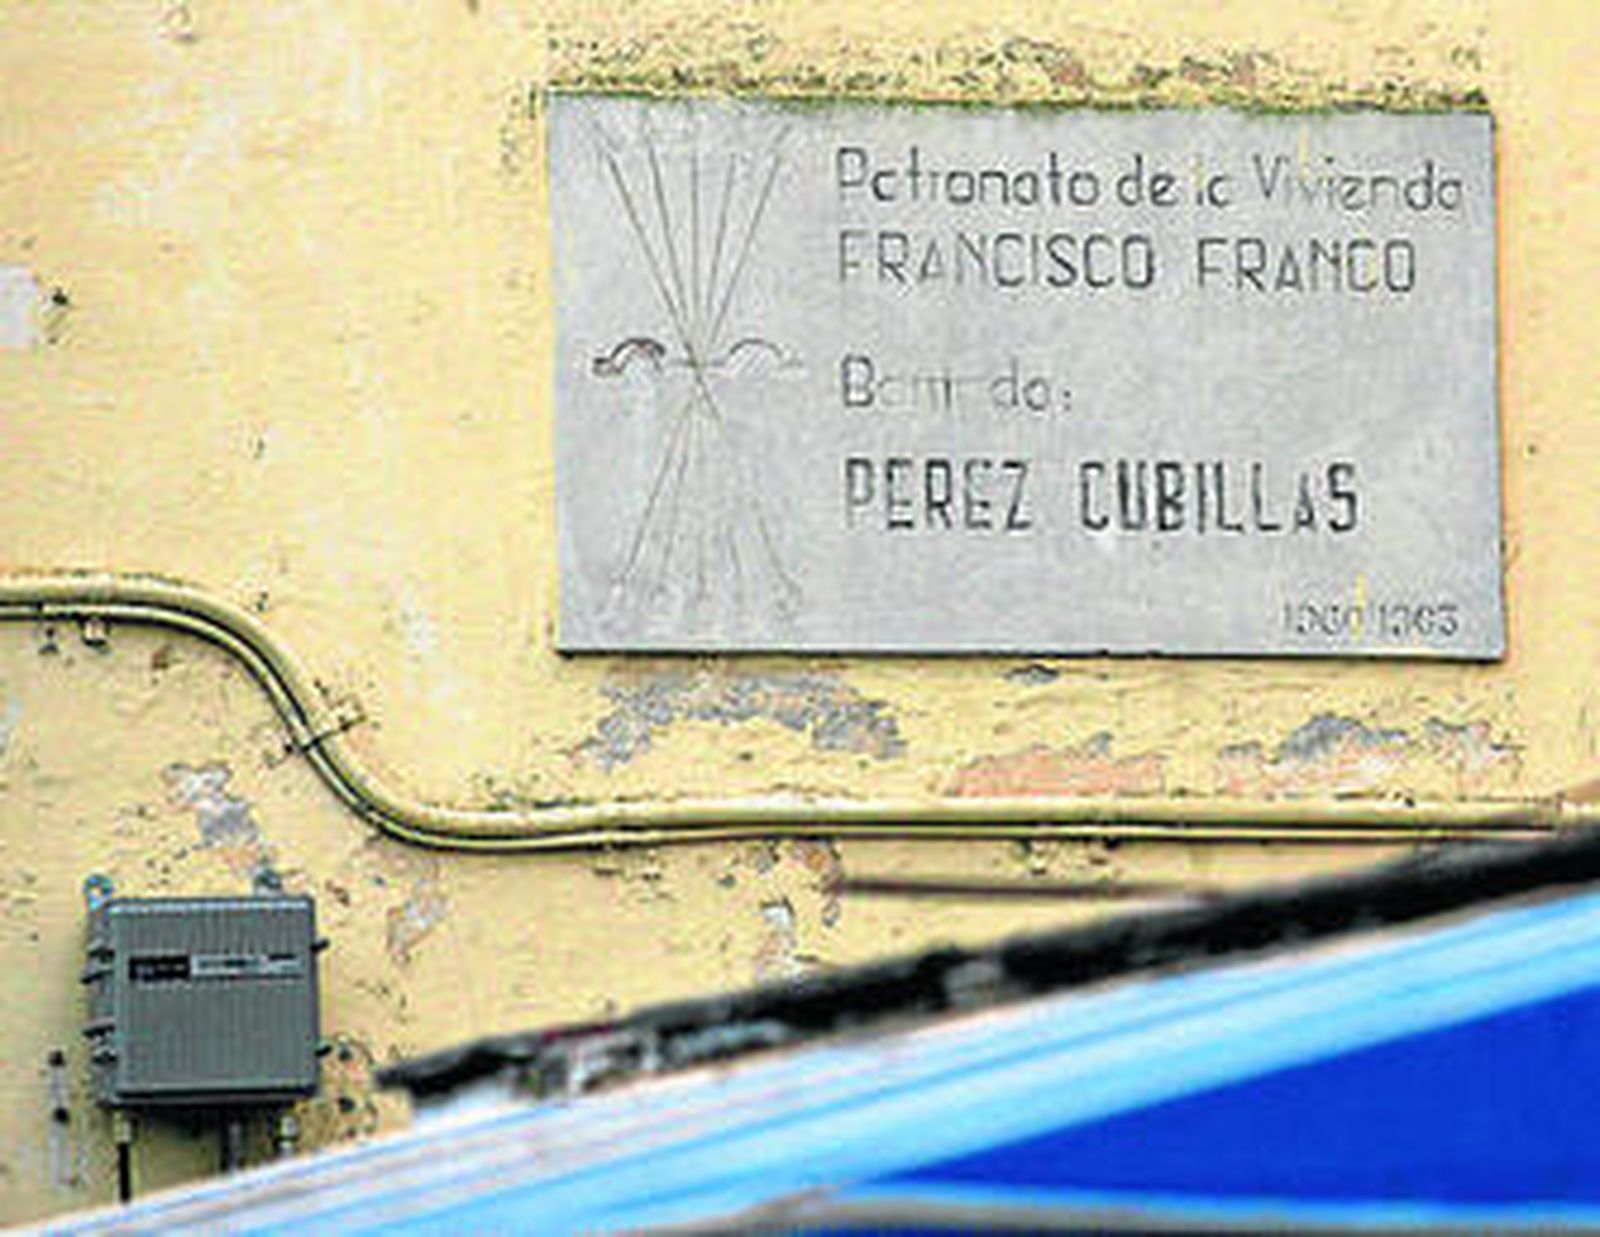 Patronato de la Vivienda
FRANCISCO FRANCO
PEREZ CUBILLAS